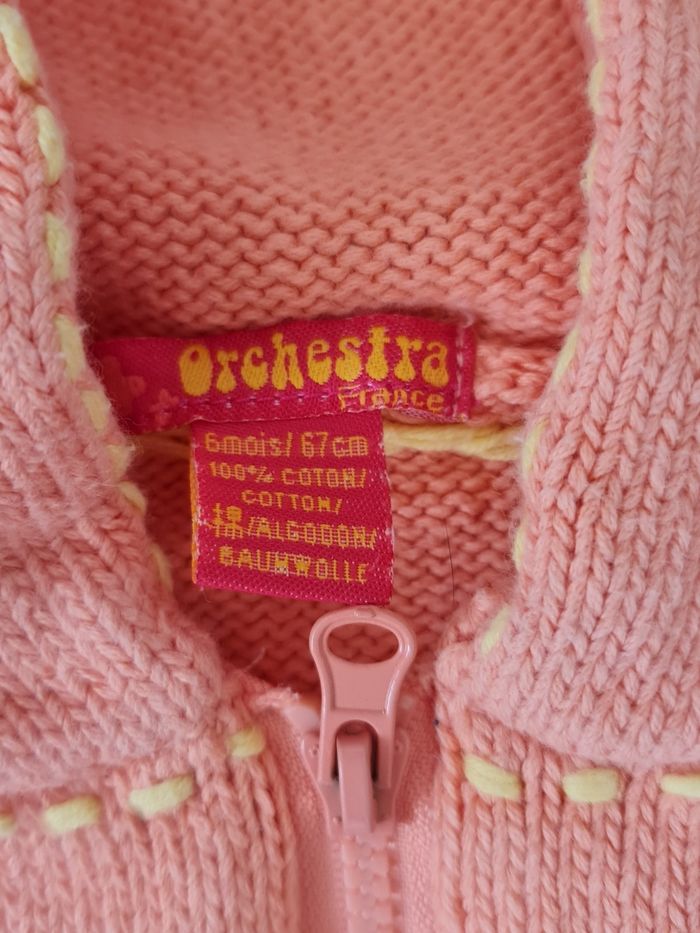 Orchestra
France
6mois/67cm
100% COTON/
COTTON/
/ALGODON/
BAUMWOLLE